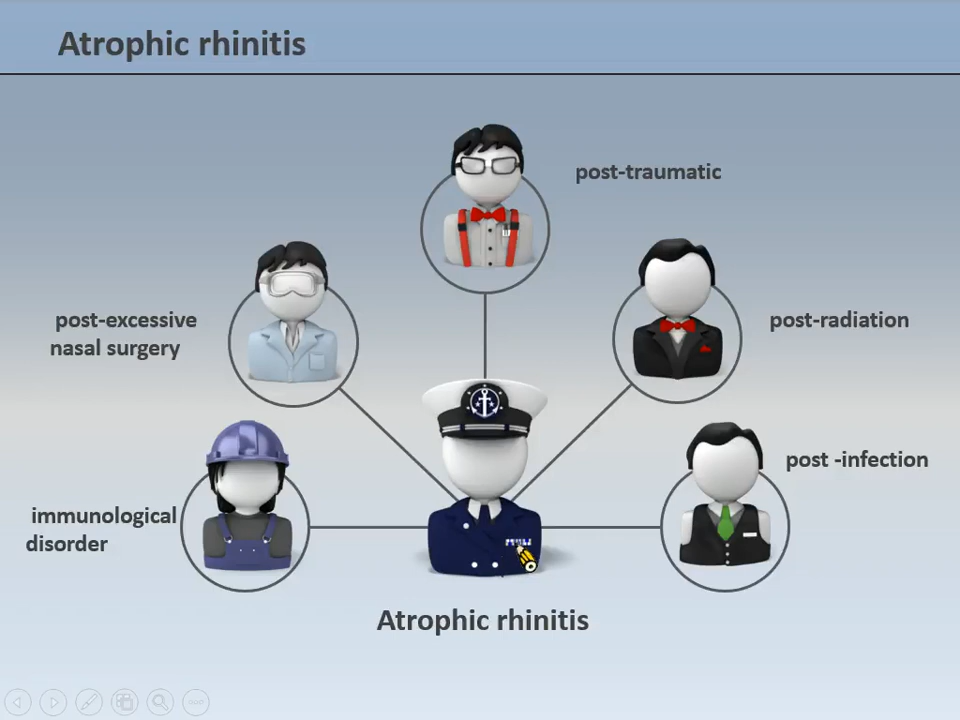 Atrophic rhinitis
post-traumatic
post-excessive
nasal surgery
post-radiation
post -infection
immunological
disorder
Atrophic rhinitis